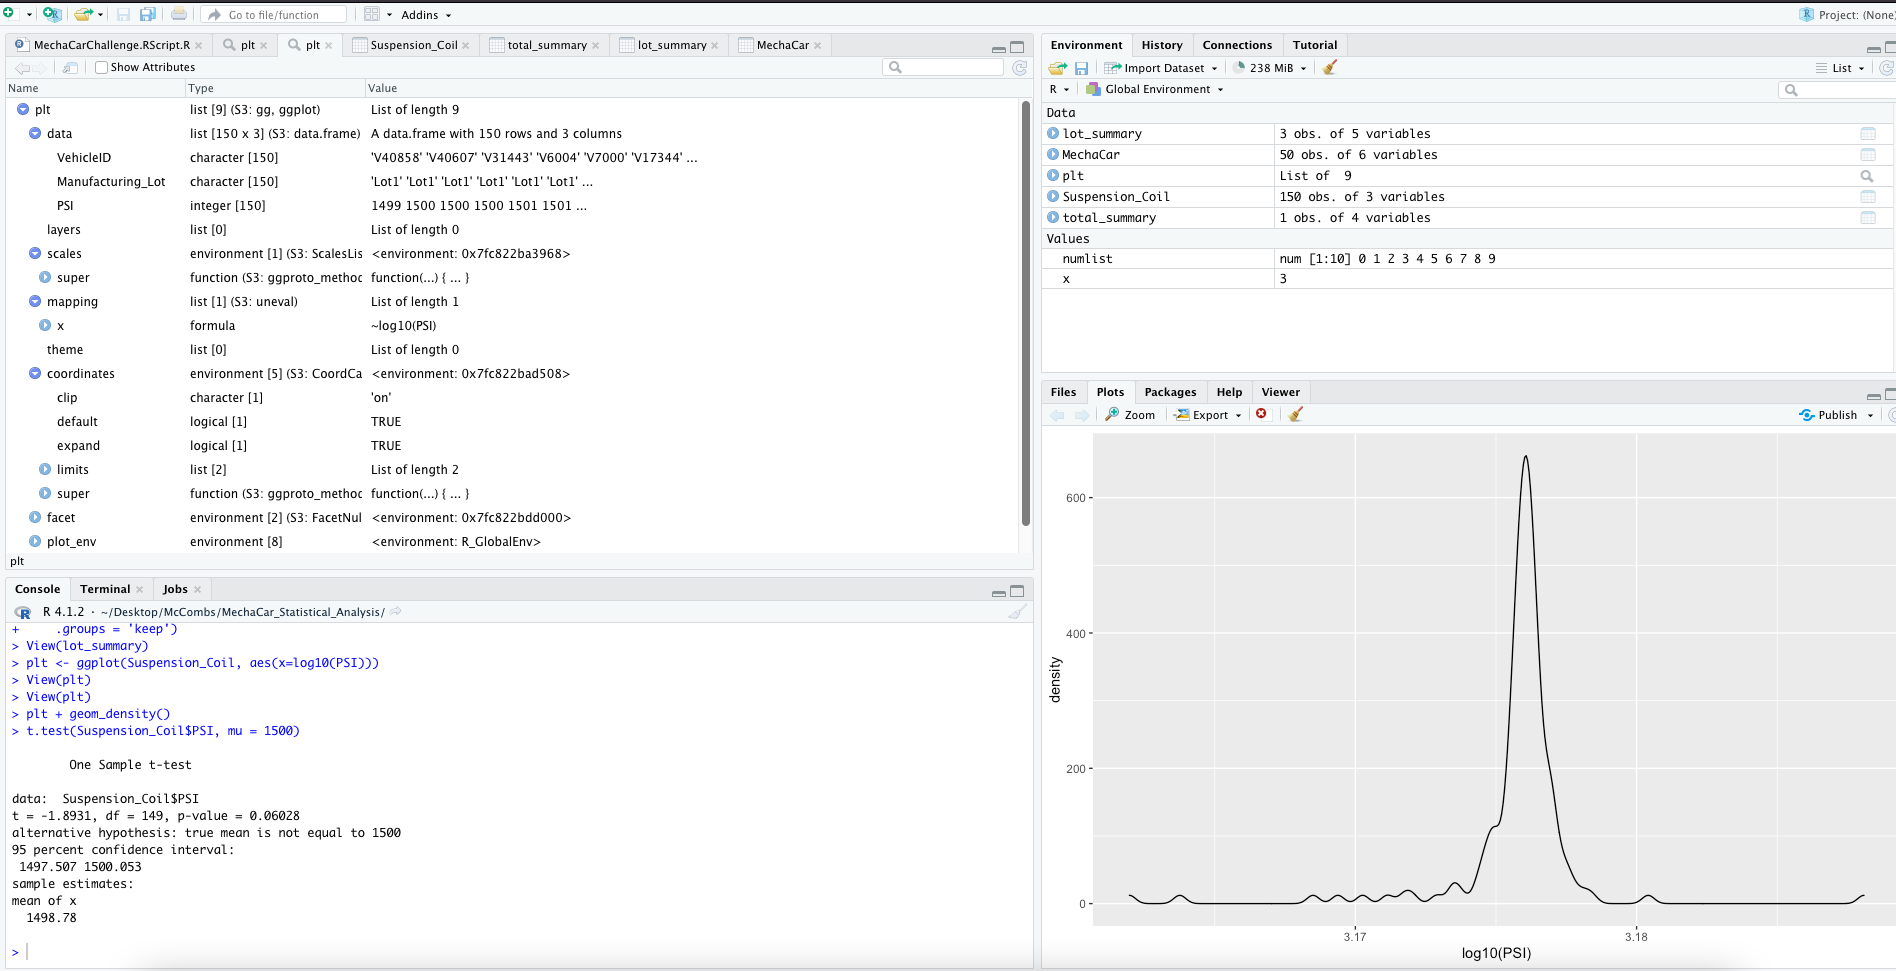 Go to file/function
Addins
Project: (None)
MechaCarChallenge.RScript.R
plt
plt
Suspension_Coil
total_summary
lot_summary
MechaCar
Show Attributes
Name Type Value
plt list [9] (S3: gg, ggplot) List of length 9
data list [150 x 3] (S3: data.frame) A data.frame with 150 rows and 3 columns
VehicleID character [150] 'V40858' 'V40607' 'V31443' 'V6004' 'V7000' 'V17344' ...
Manufacturing_Lot character [150] 'Lot1' 'Lot1' 'Lot1' 'Lot1' 'Lot1' 'Lot1' ...
PSI integer [150] 1499 1500 1500 1500 1501 1501 ...
layers list [0] List of length 0
scales environment [1] (S3: ScalesLis <environment: 0x7fc822ba3968>
super function (S3: ggproto_method function(...) { ... }
mapping list [1] (S3: uneval) List of length 1
x formula ~log10(PSI)
theme list [0] List of length 0
coordinates environment [5] (S3: CoordCa <environment: 0x7fc822bad508>
clip character [1] 'on'
default logical [1] TRUE
expand logical [1] TRUE
limits list [2] List of length 2
super function (S3: ggproto_method function(...) { ... }
facet environment [2] (S3: FacetNul <environment: 0x7fc822bdd000>
plot_env environment [8] <environment: R_GlobalEnv>
plt
Console Terminal Jobs
R 4.1.2 · ~/Desktop/McCombs/MechaCar_Statistical_Analysis/
+ .groups = 'keep')
> View(lot_summary)
> plt <- ggplot(Suspension_Coil, aes(x=log10(PSI)))
> View(plt)
> View(plt)
> plt + geom_density()
> t.test(Suspension_Coil$PSI, mu = 1500)
One Sample t-test
data: Suspension_Coil$PSI
t = -1.8931, df = 149, p-value = 0.06028
alternative hypothesis: true mean is not equal to 1500
95 percent confidence interval:
1497.507 1500.053
sample estimates:
mean of x
1498.78
>
Environment History Connections Tutorial
Import Dataset 238 MiB List
R Global Environment
Data
lot_summary 3 obs. of 5 variables
MechaCar 50 obs. of 6 variables
plt List of 9
Suspension_Coil 150 obs. of 3 variables
total_summary 1 obs. of 4 variables
Values
numlist num [1:10] 0 1 2 3 4 5 6 7 8 9
x 3
Files Plots Packages Help Viewer
Zoom Export Publish
600
400
200
0
density
3.17 3.18
log10(PSI)